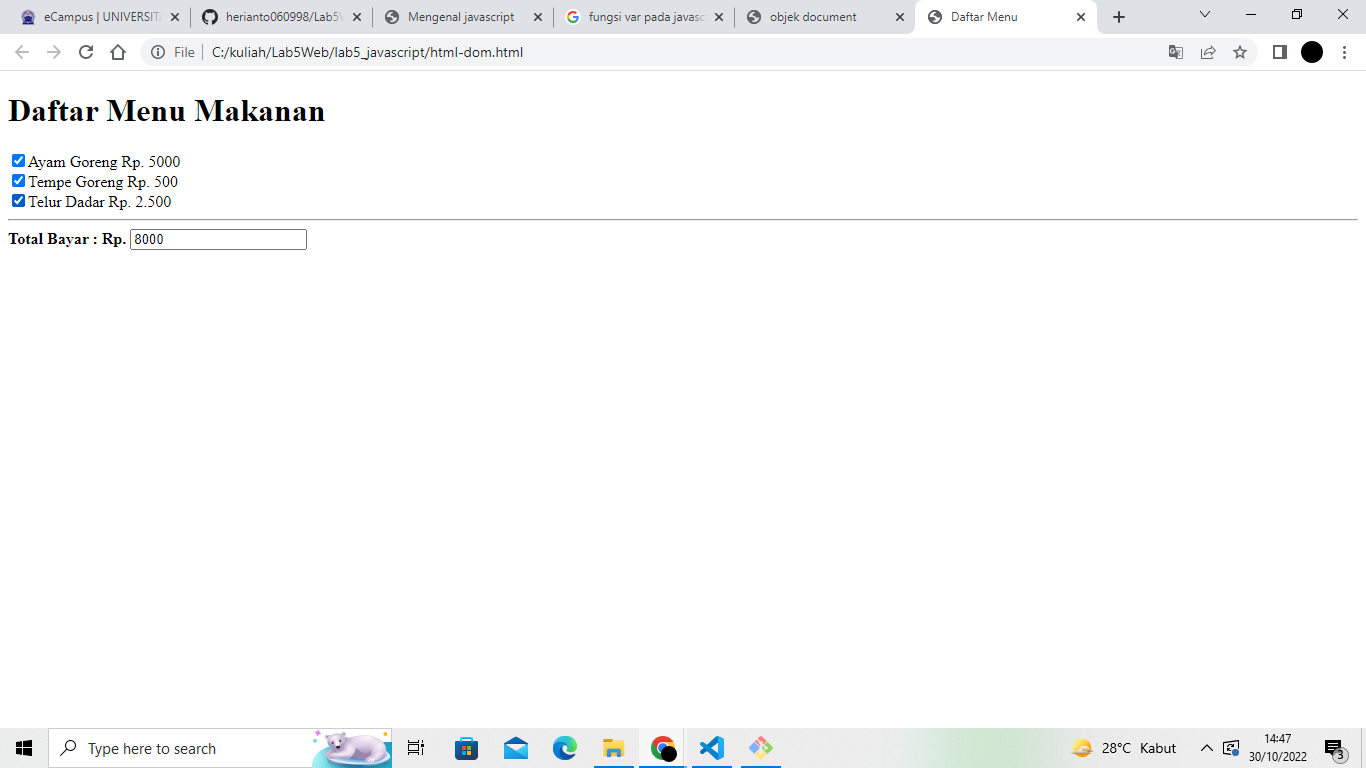 eCampus | UNIVERSITA
herianto060998/Lab5W
Mengenal javascript
fungsi var pada javasc
objek document
Daftar Menu
File
C:/kuliah/Lab5Web/lab5_javascript/html-dom.html
Daftar Menu Makanan
Ayam Goreng Rp. 5000
Tempe Goreng Rp. 500
Telur Dadar Rp. 2.500
Total Bayar : Rp. 8000
Type here to search
28°C Kabut
14:47
30/10/2022
3